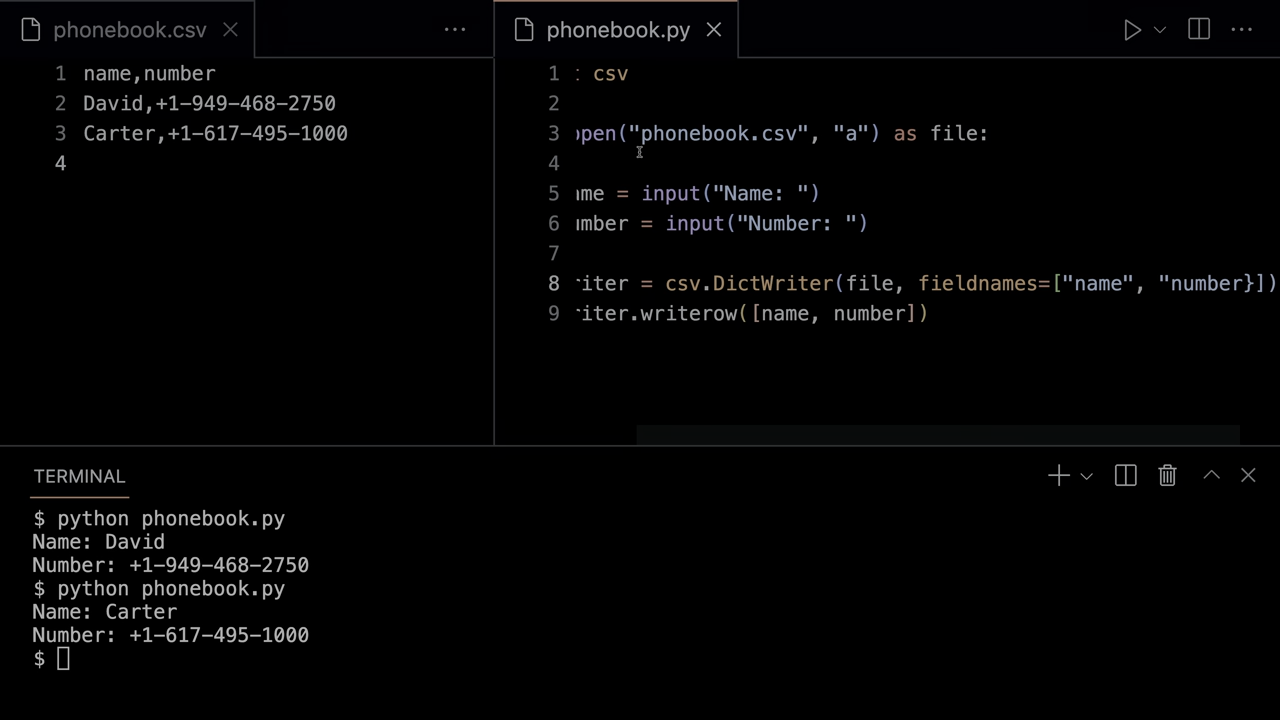 phonebook.csv
1 name,number
2 David,+1-949-468-2750
3 Carter,+1-617-495-1000
4
phonebook.py
1 : csv
2
3 open("phonebook.csv", "a") as file:
4
5 ame = input("Name: ")
6 umber = input("Number: ")
7
8 riter = csv.DictWriter(file, fieldnames=["name", "number}])
9 riter.writerow([name, number])
TERMINAL
$ python phonebook.py
Name: David
Number: +1-949-468-2750
$ python phonebook.py
Name: Carter
Number: +1-617-495-1000
$